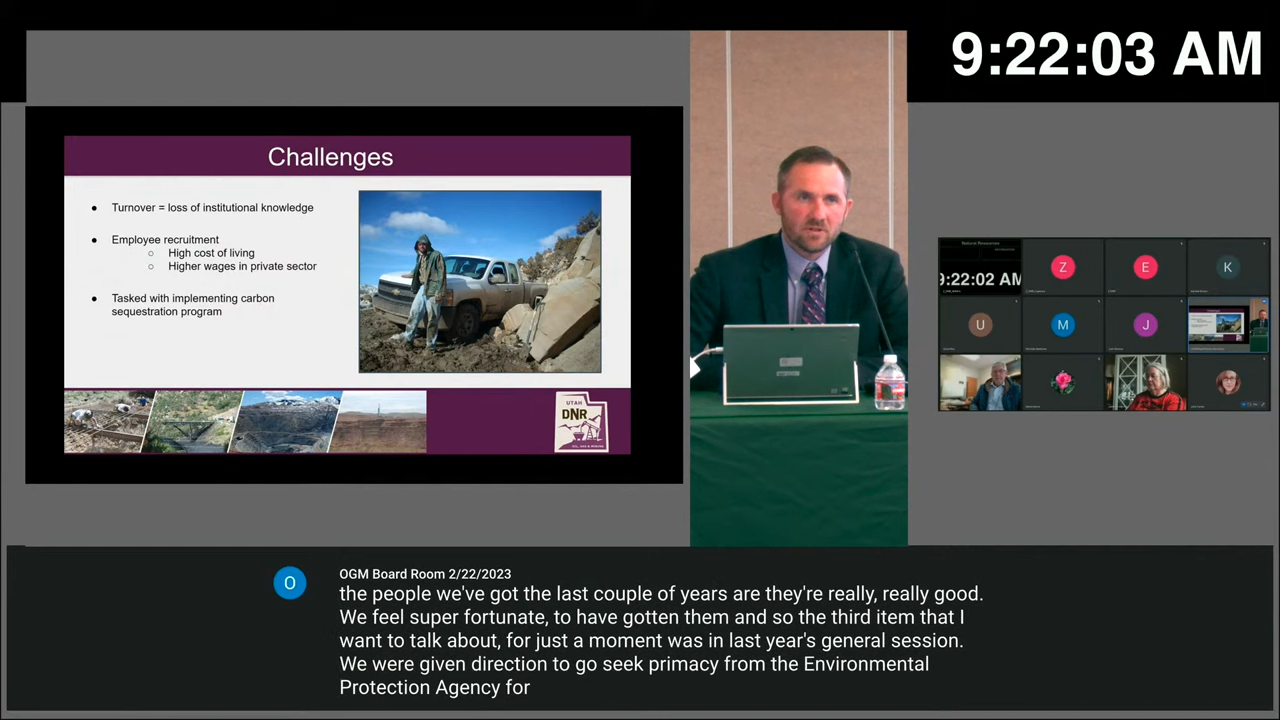 9:22:03 AM
Challenges
● Turnover = loss of institutional knowledge
● Employee recruitment
○ High cost of living
○ Higher wages in private sector
● Tasked with implementing carbon
sequestration program
UTAH
DNR
OIL, GAS & MINING
Natural Resources
9:22:02 AM
Z
E
K
U
M
J
O
OGM Board Room 2/22/2023
the people we've got the last couple of years are they're really, really good.
We feel super fortunate, to have gotten them and so the third item that I
want to talk about, for just a moment was in last year's general session.
We were given direction to go seek primacy from the Environmental
Protection Agency for